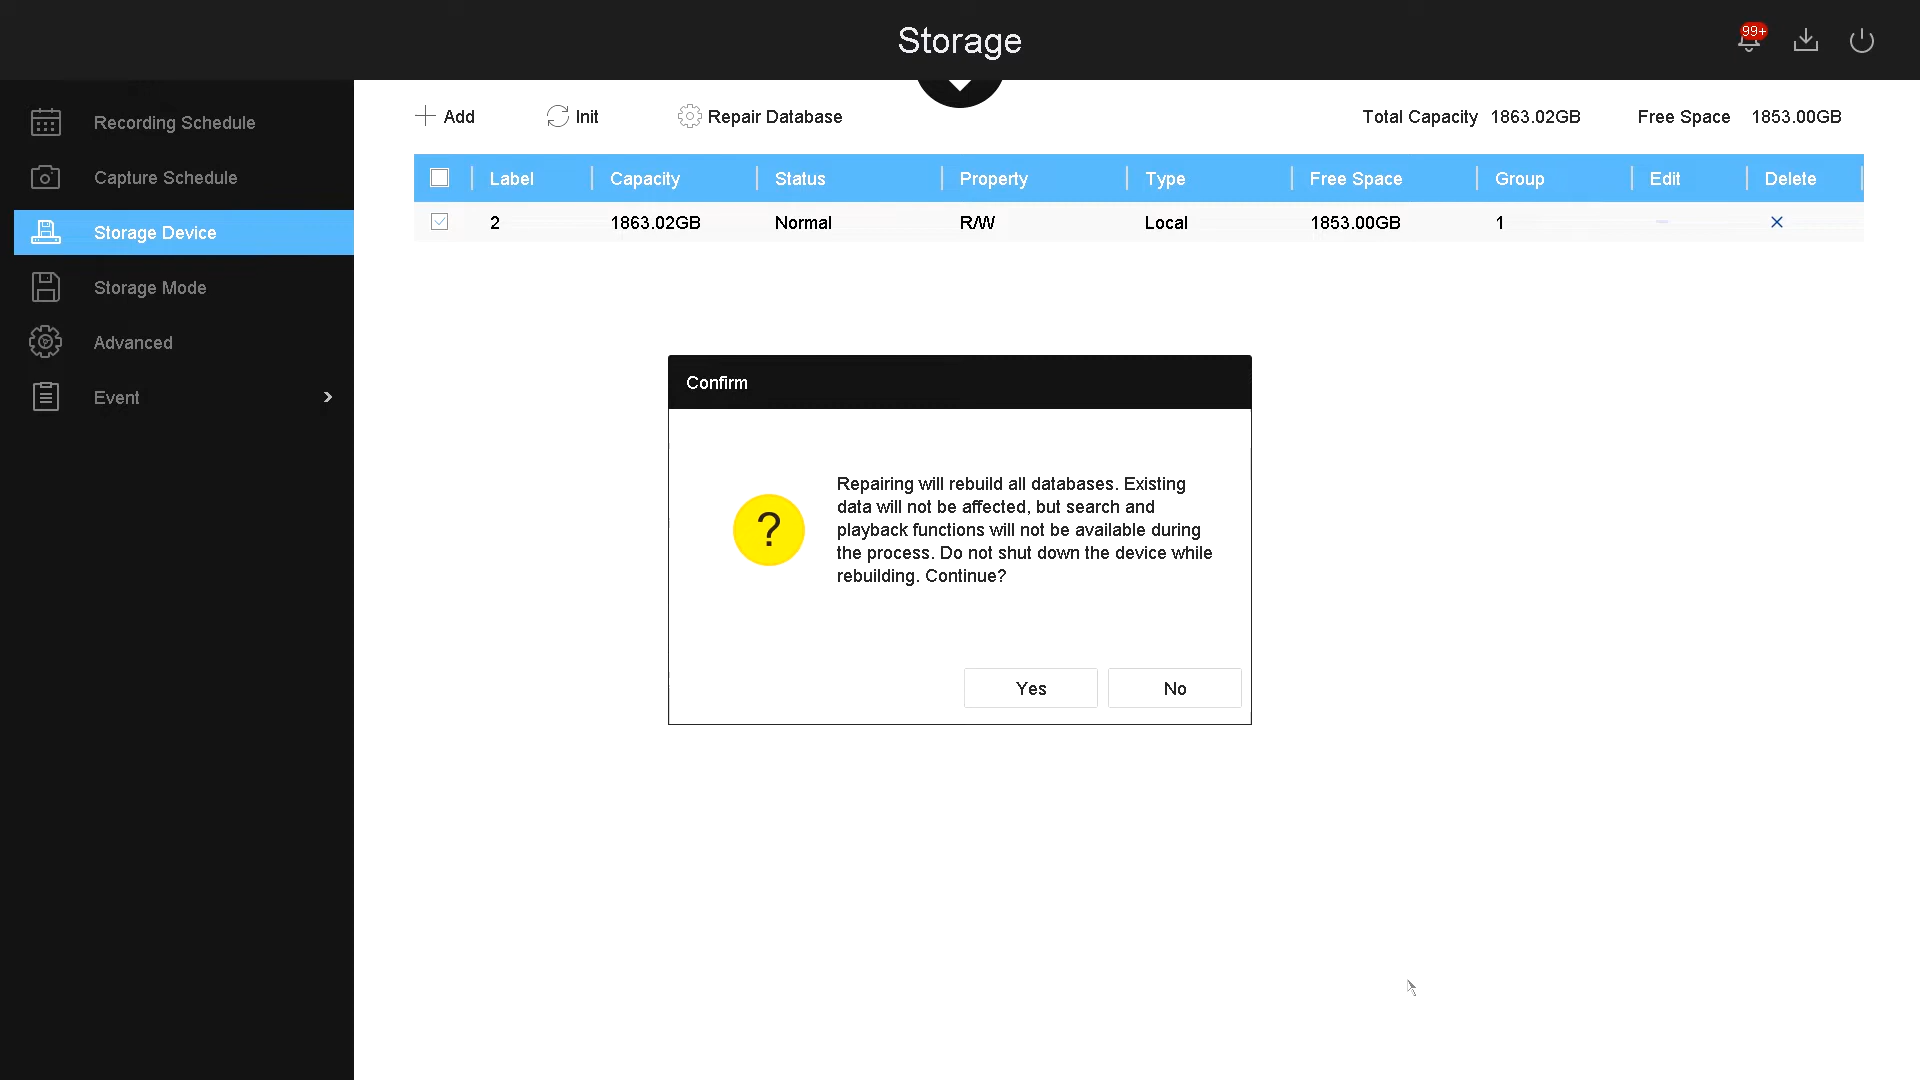 Storage
99+
Recording Schedule
Capture Schedule
Storage Device
Storage Mode
Advanced
Event
Add Init Repair Database Total Capacity 1863.02GB Free Space 1853.00GB
Label Capacity Status Property Type Free Space Group Edit Delete
2 1863.02GB Normal R/W Local 1853.00GB 1
Confirm
?
Repairing will rebuild all databases. Existing
data will not be affected, but search and
playback functions will not be available during
the process. Do not shut down the device while
rebuilding. Continue?
Yes No